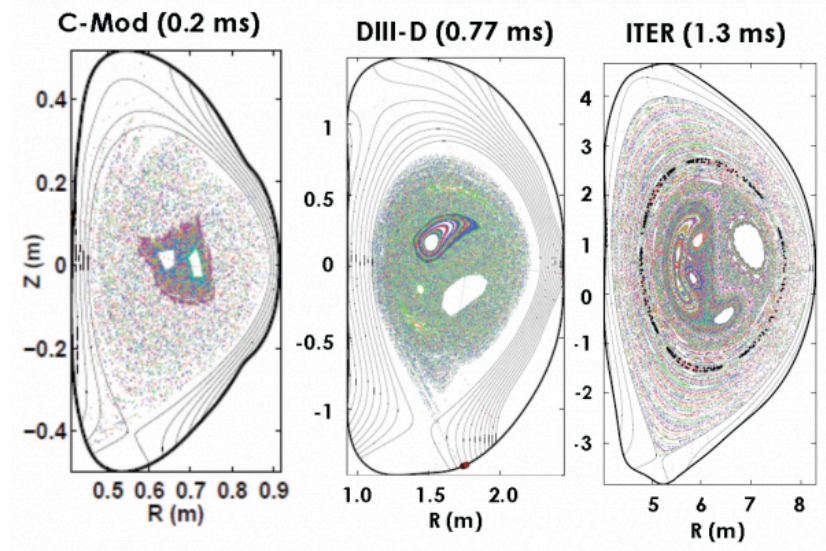 C-Mod (0.2 ms)
DIII-D (0.77 ms)
ITER (1.3 ms)
Z (m)
0.4
0.2
0
−0.2
−0.4
0.5 0.6 0.7 0.8 0.9
R (m)
1
0.5
0
-0.5
-1
1.0 1.5 2.0
R (m)
4
3
2
1
0
-1
-2
-3
5 6 7 8
R (m)